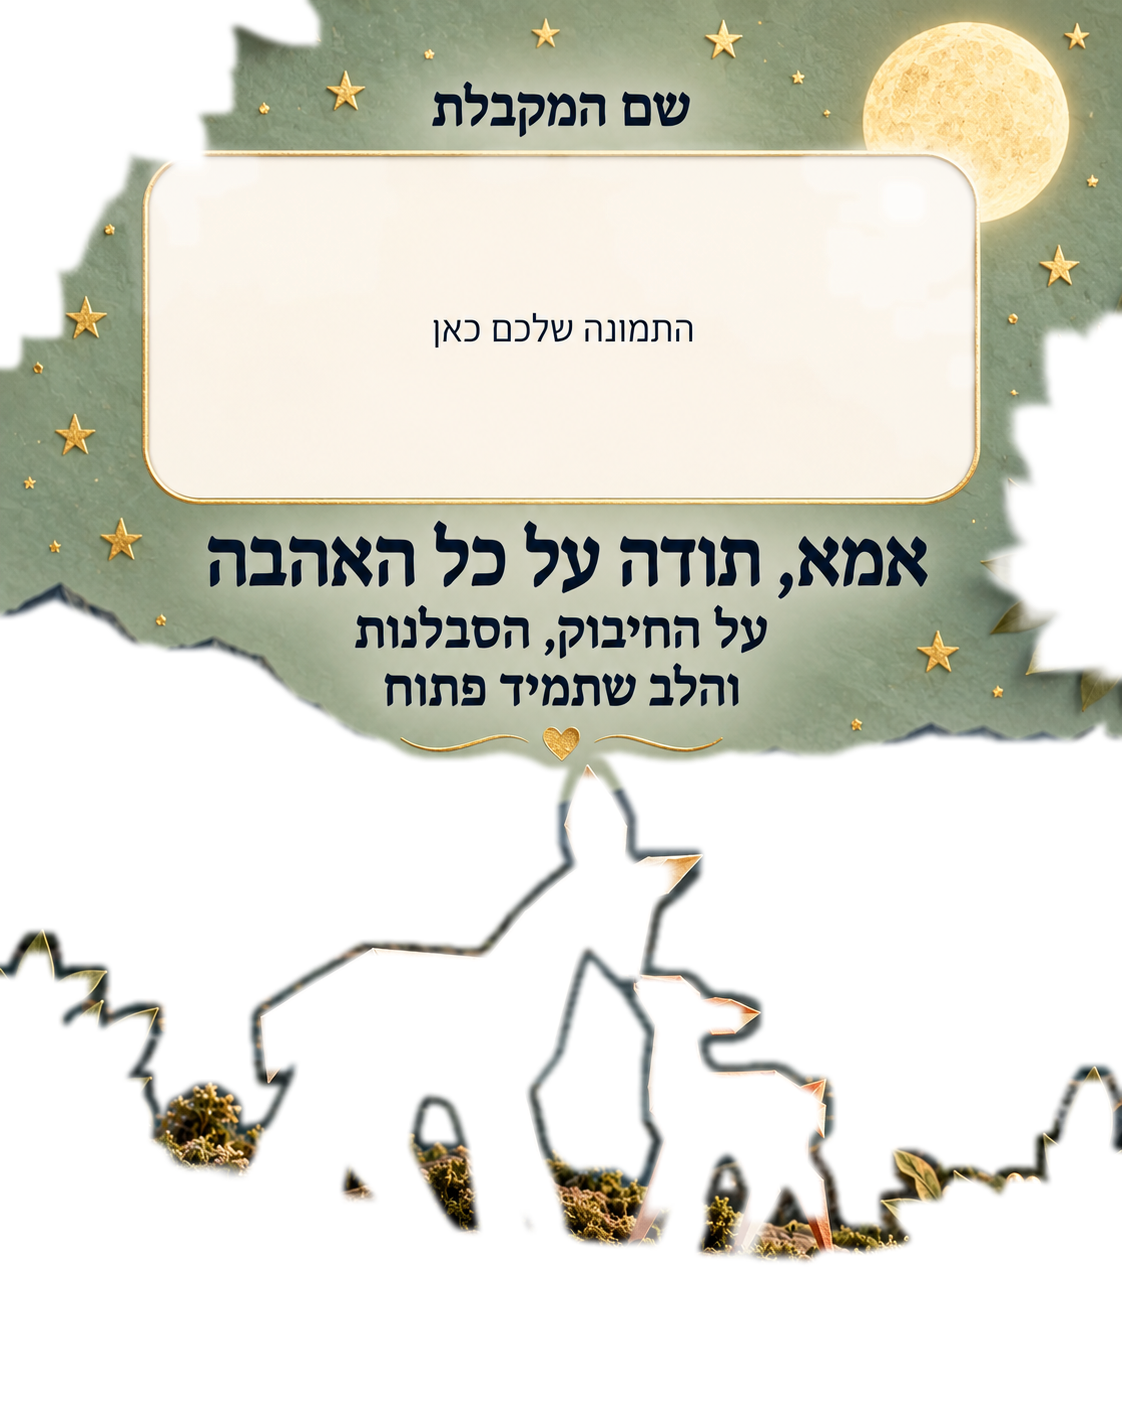 שם המקבלת
התמונה שלכם כאן
אמא, תודה על כל האהבה
על החיבוק, הסבלנות
והלב שתמיד פתוח